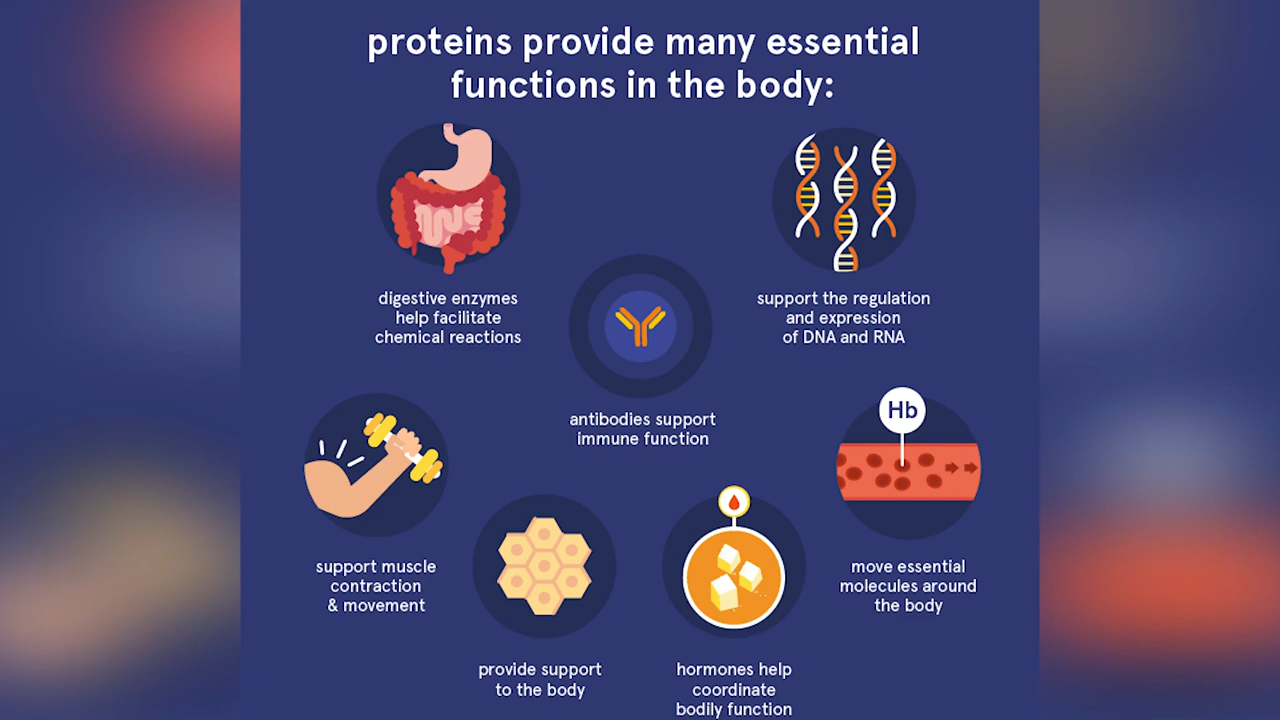 proteins provide many essential
functions in the body:
digestive enzymes
help facilitate
chemical reactions
support the regulation
and expression
of DNA and RNA
antibodies support
immune function
Hb
support muscle
contraction
& movement
move essential
molecules around
the body
provide support
to the body
hormones help
coordinate
bodily function